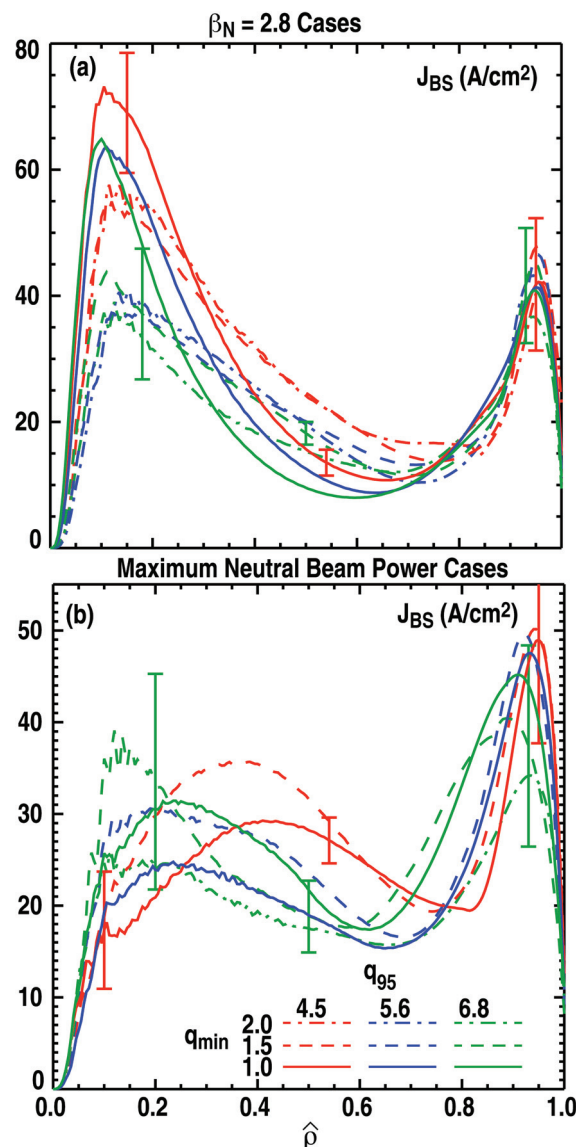 β_N = 2.8 Cases
(a)
J_BS (A/cm²)
80
60
40
20
0
Maximum Neutral Beam Power Cases
(b)
J_BS (A/cm²)
50
40
30
20
10
0
q_95
4.5 5.6 6.8
q_min
2.0
1.5
1.0
0.0 0.2 0.4 0.6 0.8 1.0
ρ̂